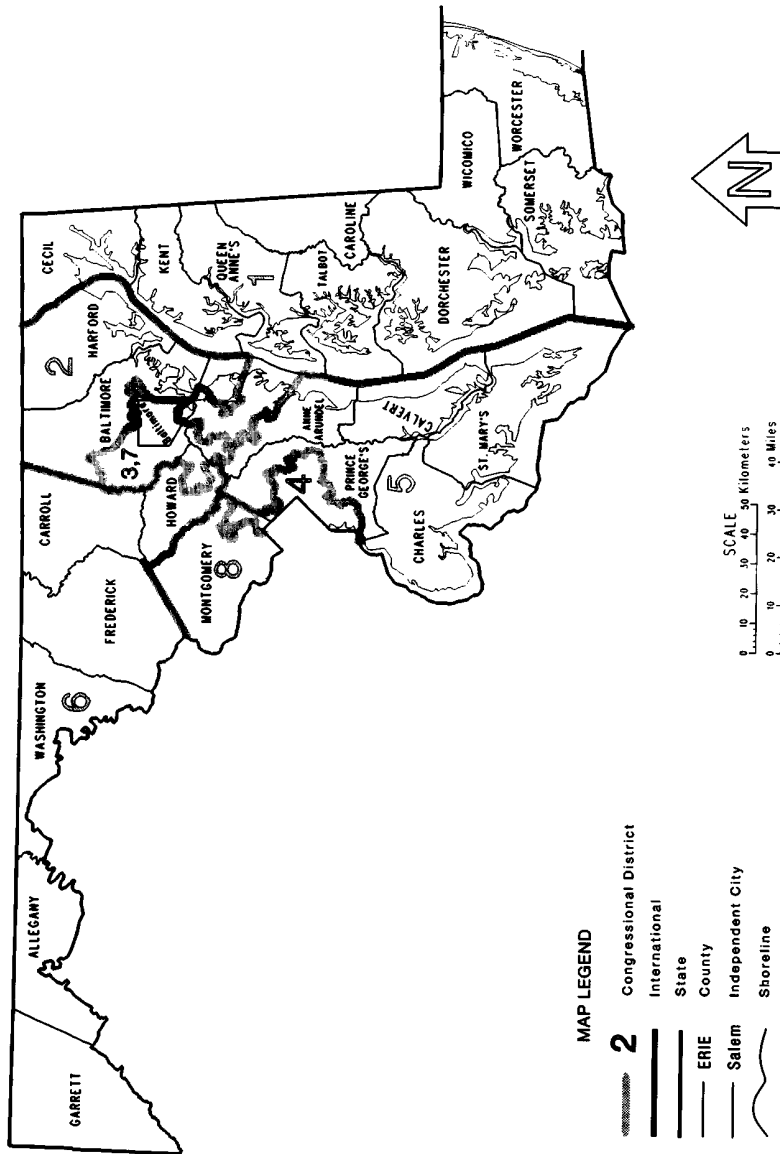 GARRETT
ALLEGANY
WASHINGTON
6
FREDERICK
CARROLL
MONTGOMERY
8
HOWARD
BALTIMORE
3,7
Baltimore
2
HARFORD
CECIL
KENT
QUEEN
ANNE'S
1
TALBOT
CAROLINE
ANNE
ARUNDEL
4
PRINCE
GEORGE'S
5
CALVERT
CHARLES
ST. MARY'S
DORCHESTER
WICOMICO
SOMERSET
WORCESTER
N
MAP LEGEND
2 Congressional District
International
State
ERIE County
Salem Independent City
Shoreline
SCALE
0 10 20 30 40 50 Kilometers
0 10 20 30 40 Miles